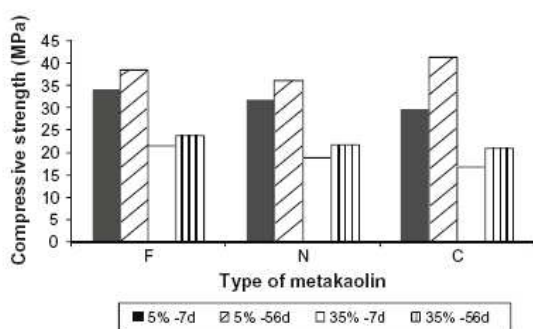 Compressive strength (MPa)
45
40
35
30
25
20
15
10
5
0
F N C
Type of metakaolin
5% -7d 5% -56d 35% -7d 35% -56d